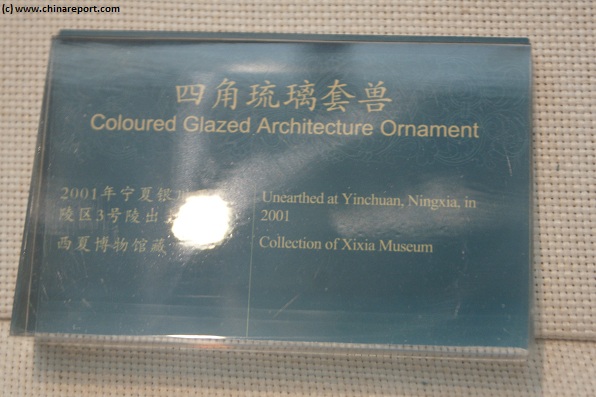 (c) www.chinareport.com
四角琉璃套兽
Coloured Glazed Architecture Ornament
2001年宁夏银川
陵区3号陵出
西夏博物馆藏
Unearthed at Yinchuan, Ningxia, in
2001
Collection of Xixia Museum